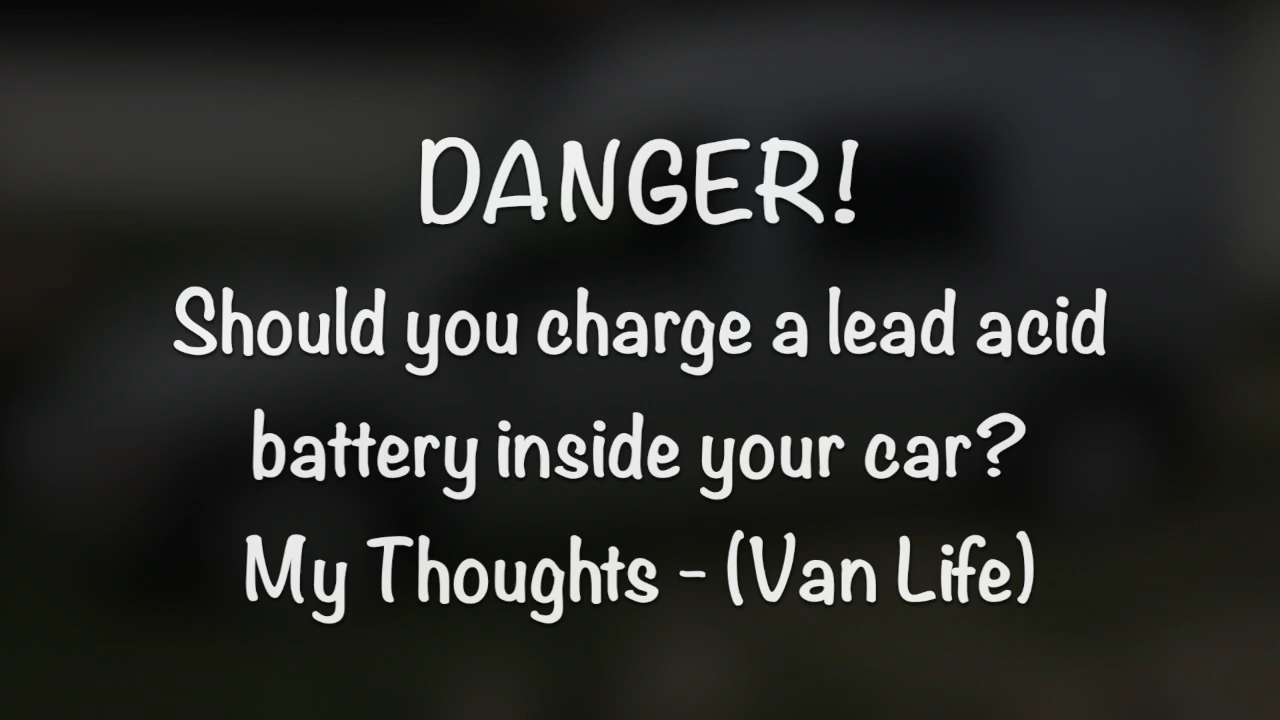 DANGER!
Should you charge a lead acid
battery inside your car?
My Thoughts - (Van Life)